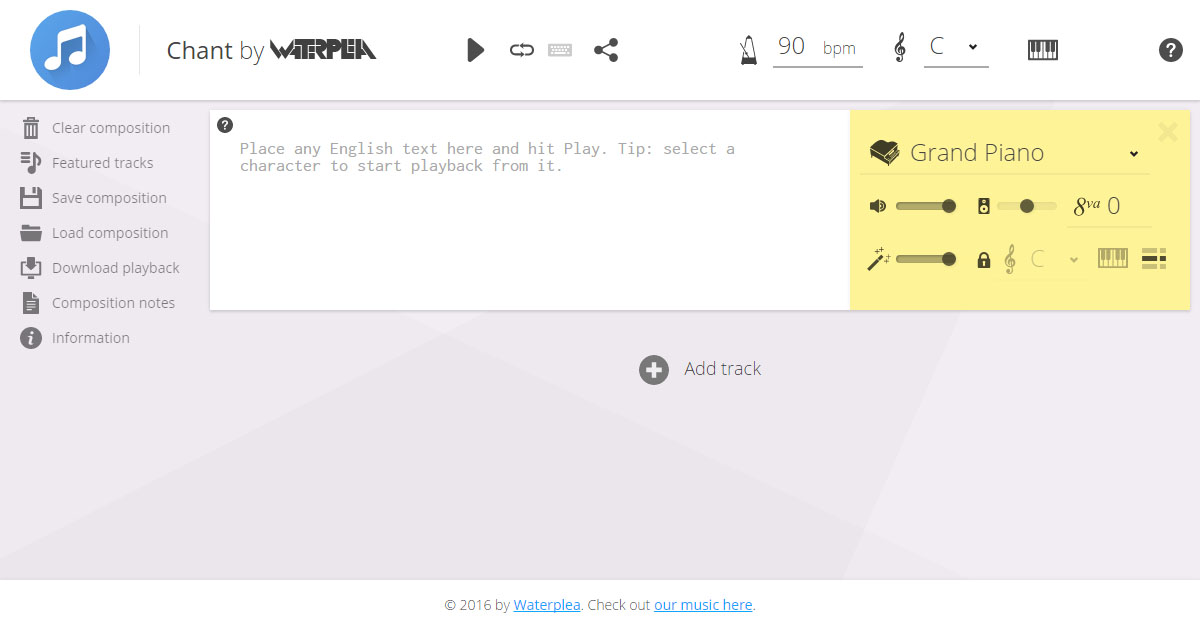 Chant by WATERPLEA
90 bpm
C
?
Clear composition
Featured tracks
Save composition
Load composition
Download playback
Composition notes
Information
?
Place any English text here and hit Play. Tip: select a
character to start playback from it.
Grand Piano
8va 0
C
Add track
© 2016 by Waterplea. Check out our music here.